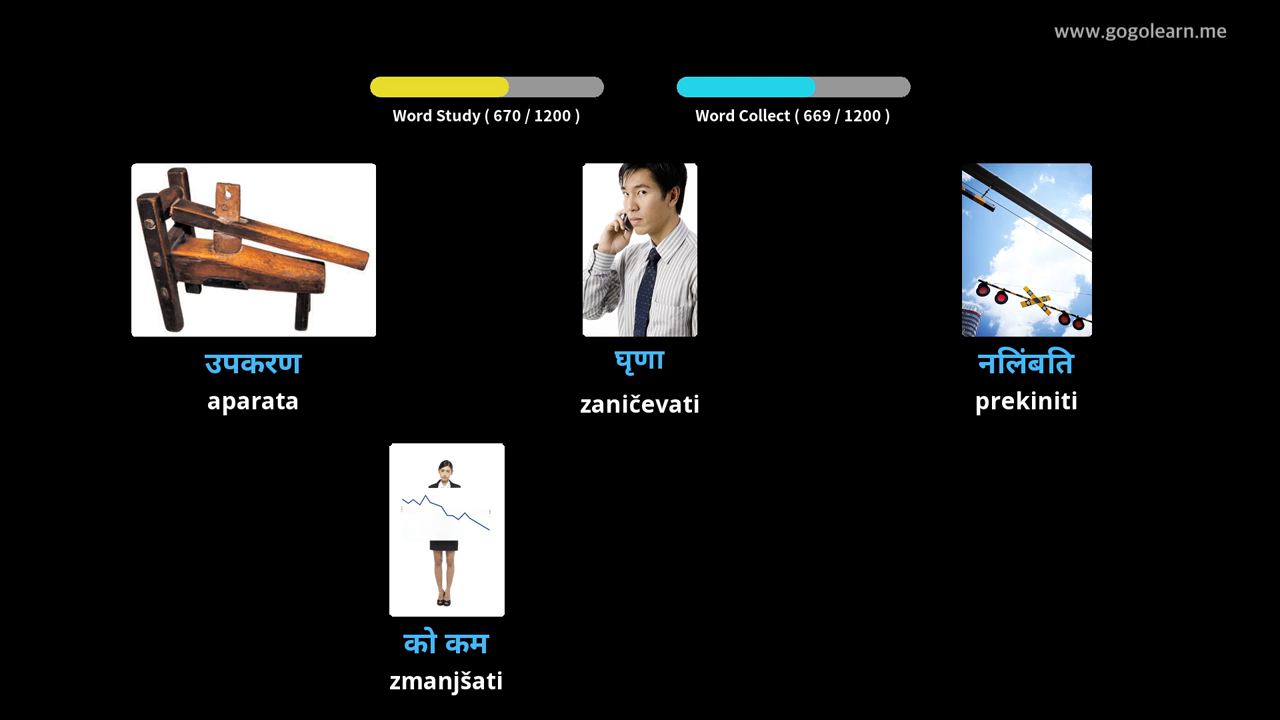 www.gogolearn.me
Word Study ( 670 / 1200 )
Word Collect ( 669 / 1200 )
उपकरण
aparata
घृणा
zaničevati
नलिंबति
prekiniti
को कम
zmanjšati